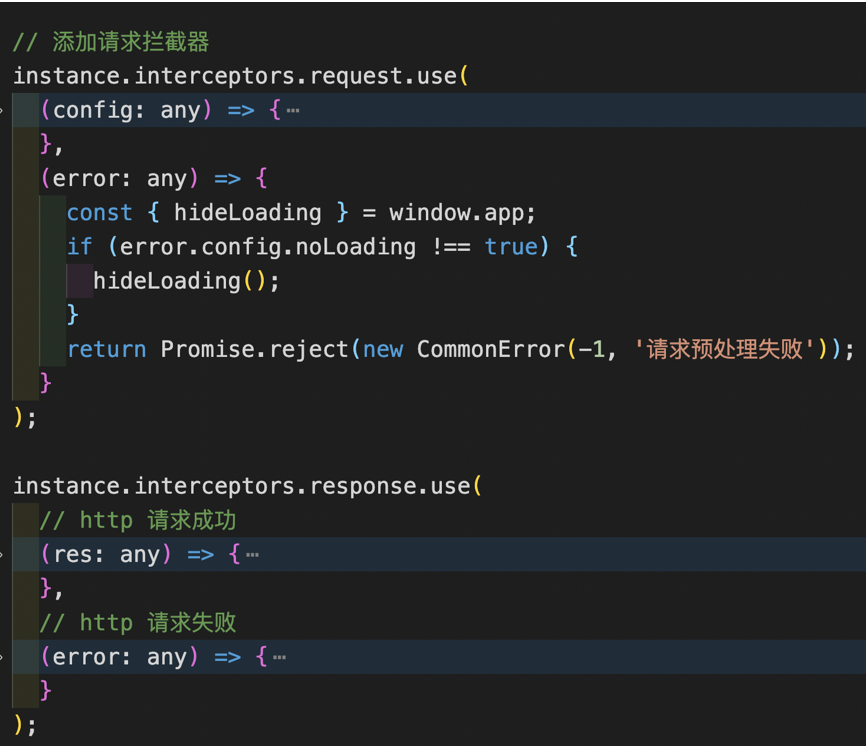 // 添加请求拦截器
instance.interceptors.request.use(
(config: any) => {⋯
},
(error: any) => {
const { hideLoading } = window.app;
if (error.config.noLoading !== true) {
hideLoading();
}
return Promise.reject(new CommonError(-1, '请求预处理失败'));
}
);
instance.interceptors.response.use(
// http 请求成功
(res: any) => {⋯
},
// http 请求失败
(error: any) => {⋯
}
);